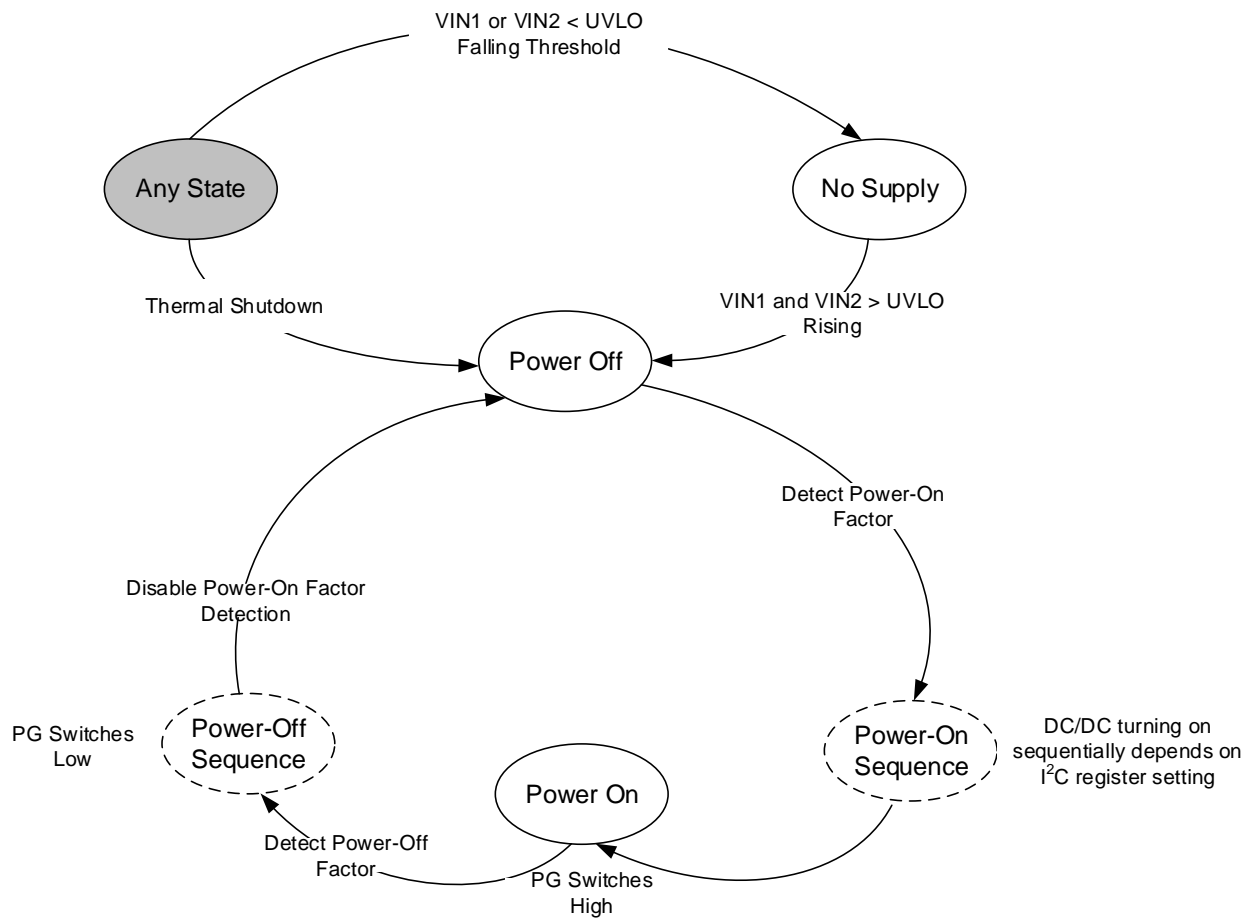 VIN1 or VIN2 < UVLO
Falling Threshold
Any State
No Supply
Thermal Shutdown
VIN1 and VIN2 > UVLO
Rising
Power Off
Detect Power-On
Factor
Disable Power-On Factor
Detection
PG Switches
Low
Power-Off
Sequence
Power-On
Sequence
DC/DC turning on
sequentially depends on
I²C register setting
Power On
Detect Power-Off
Factor
PG Switches
High